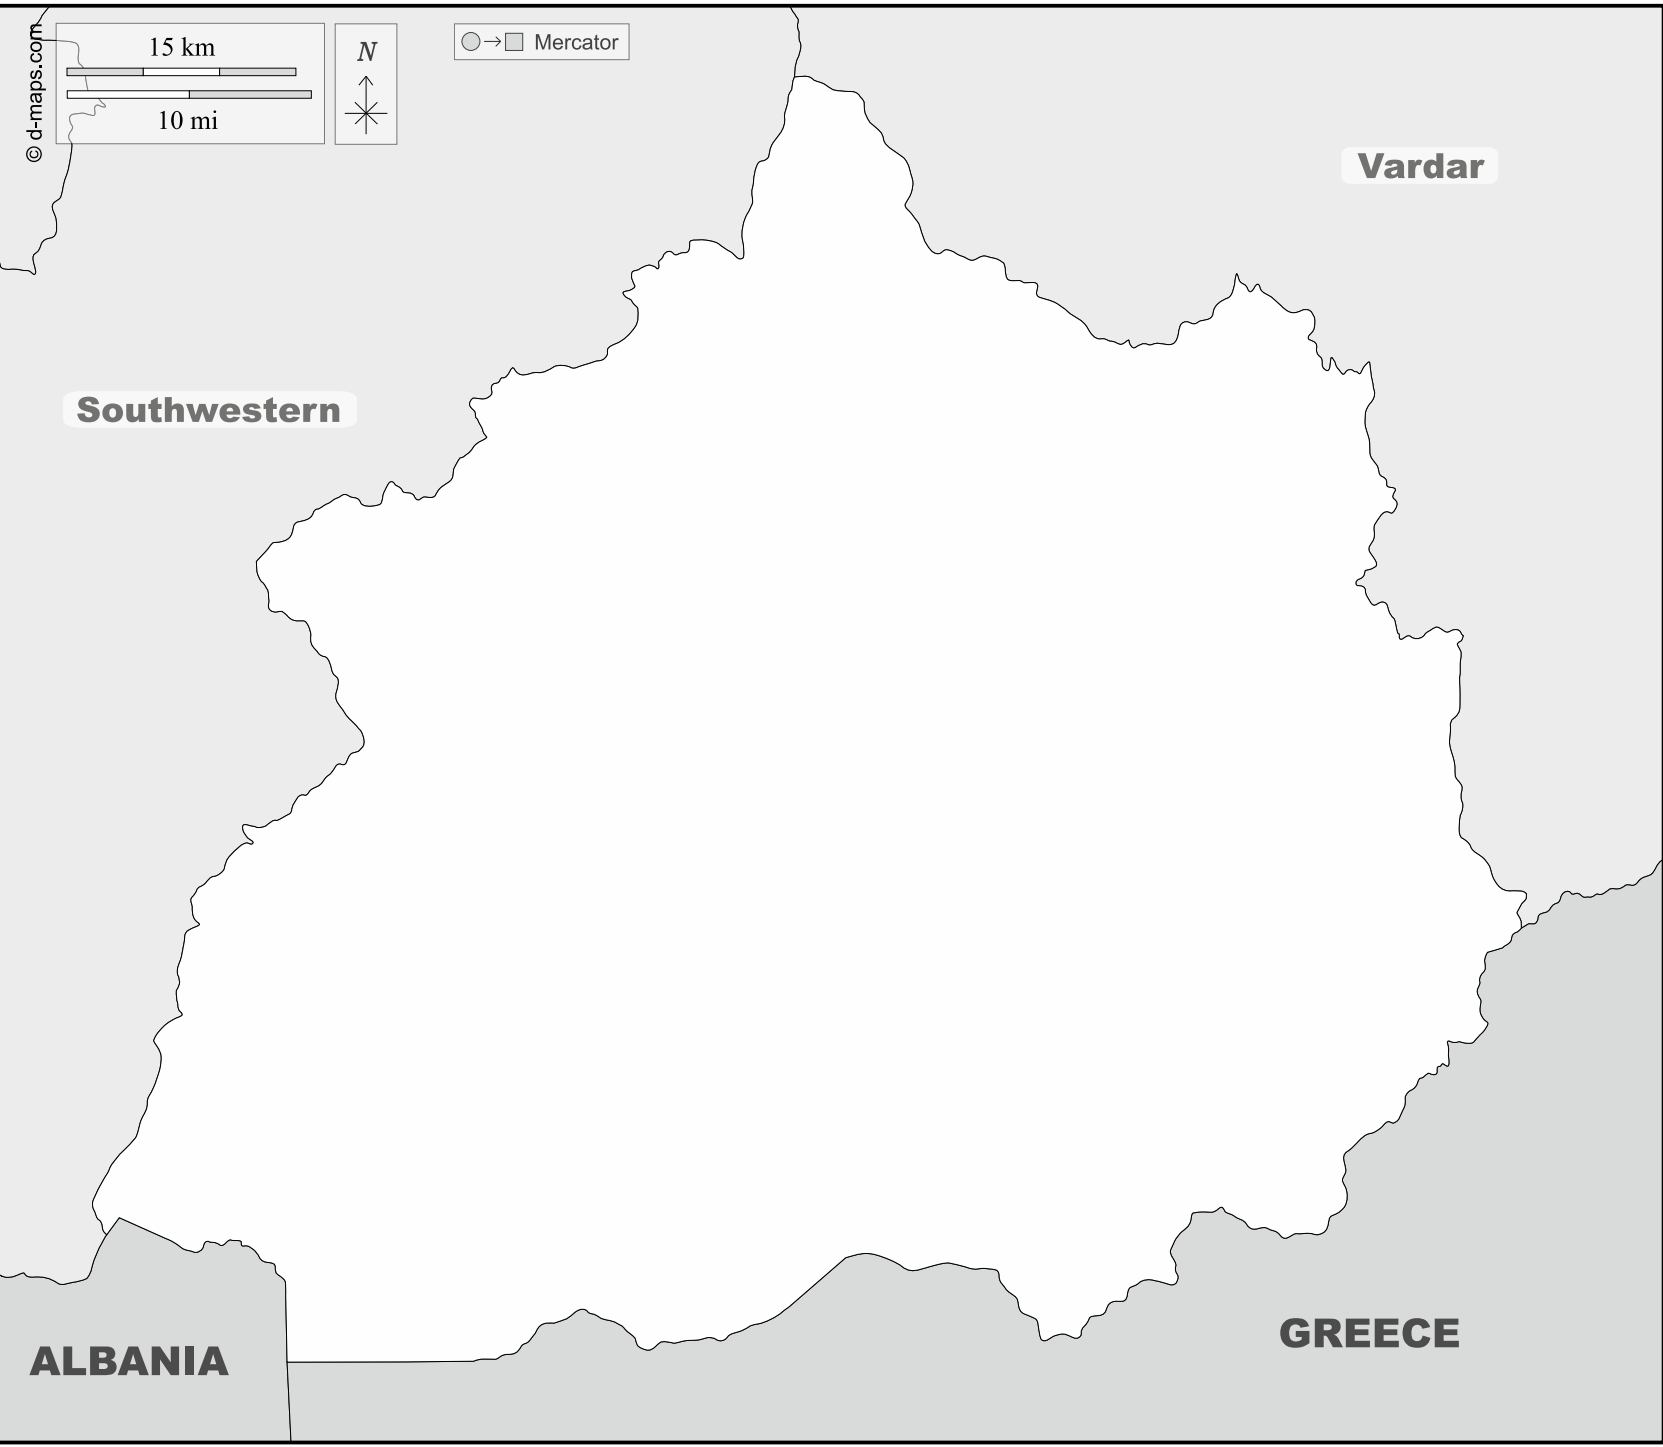 © d-maps.com
15 km
10 mi
N
Mercator
Vardar
Southwestern
GREECE
ALBANIA